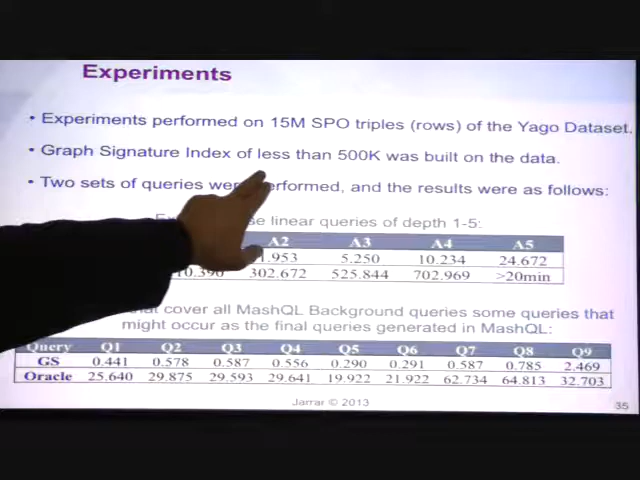 Experiments
• Experiments performed on 15M SPO triples (rows) of the Yago Dataset.
• Graph Signature Index of less than 500K was built on the data.
• Two sets of queries were performed, and the results were as follows:
linear queries of depth 1-5:
A2 A3 A4 A5
1.953 5.250 10.234 24.672
10.390 302.672 525.844 702.969 >20min
that cover all MashQL Background queries some queries that
might occur as the final queries generated in MashQL:
Query Q1 Q2 Q3 Q4 Q5 Q6 Q7 Q8 Q9
GS 0.441 0.578 0.587 0.556 0.290 0.291 0.587 0.785 2.469
Oracle 25.640 29.875 29.593 29.641 19.922 21.922 62.734 64.813 32.703
Jarrar © 2013
35